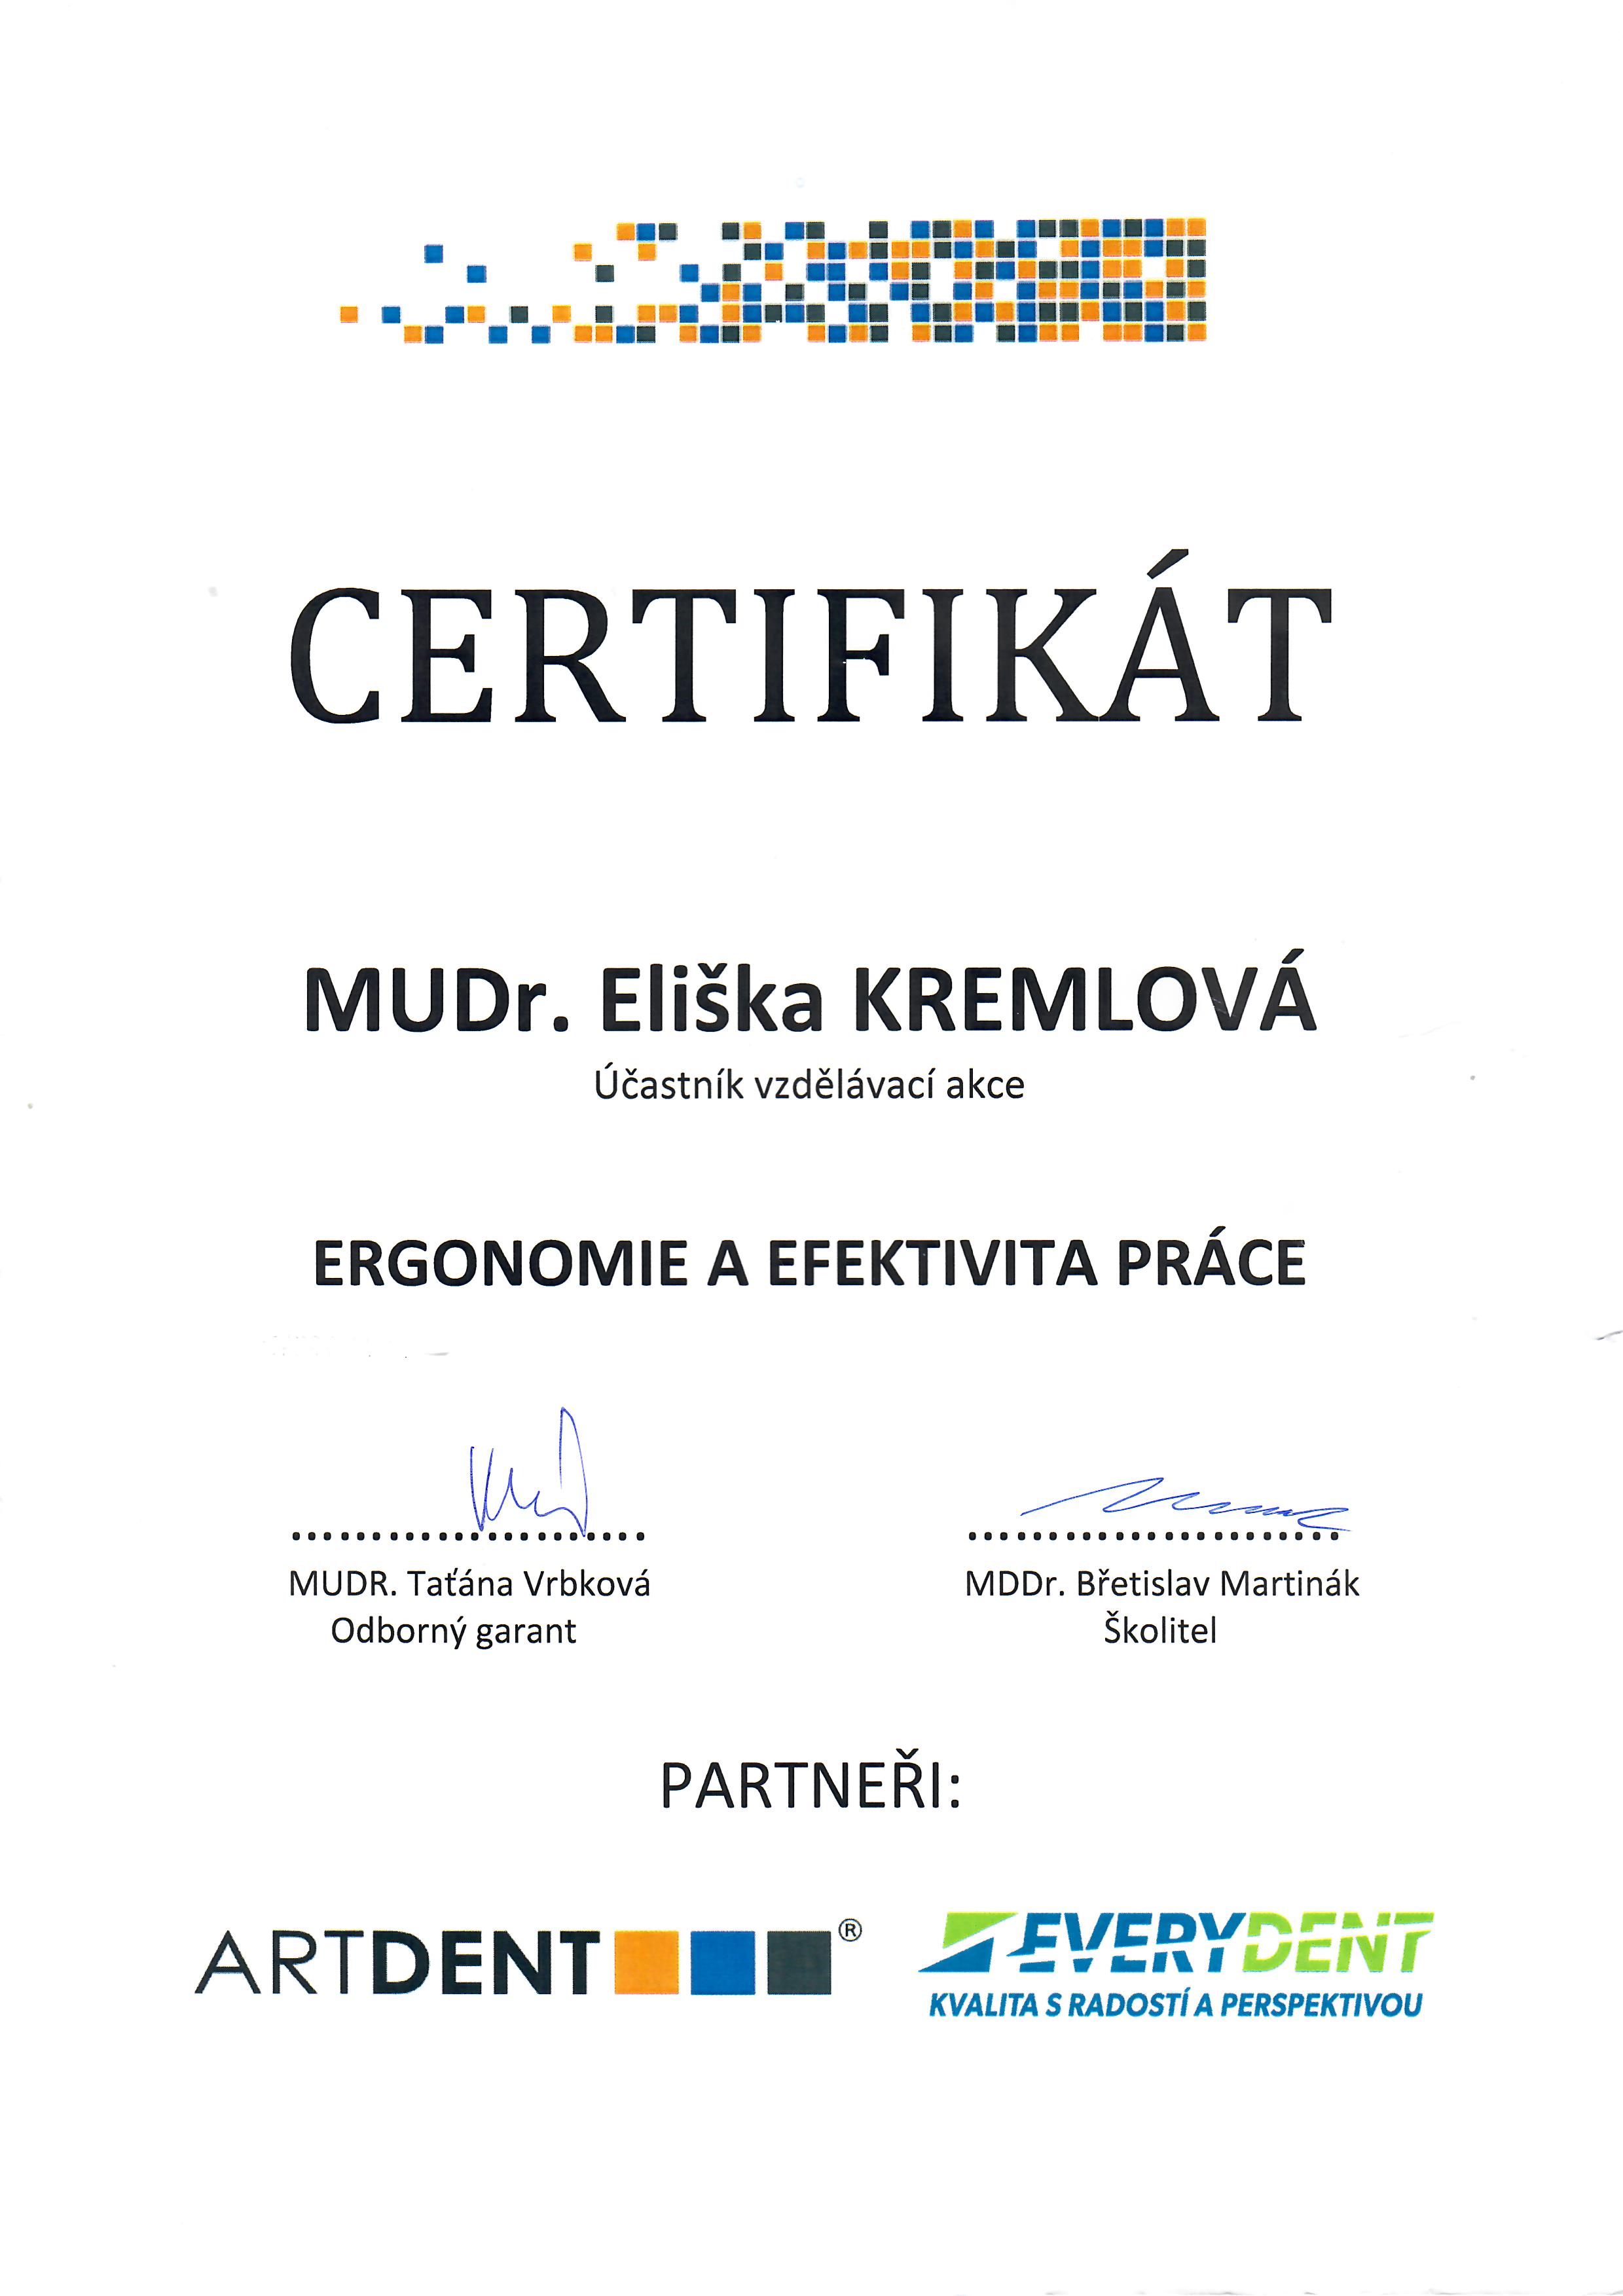 CERTIFIKÁT
MUDr. Eliška KREMLOVÁ
Účastník vzdělávací akce
ERGONOMIE A EFEKTIVITA PRÁCE
MUDR. Taťána Vrbková
Odborný garant
MDDr. Břetislav Martinák
Školitel
PARTNEŘI:
ARTDENT®
EVERYDENT
KVALITA S RADOSTÍ A PERSPEKTIVOU